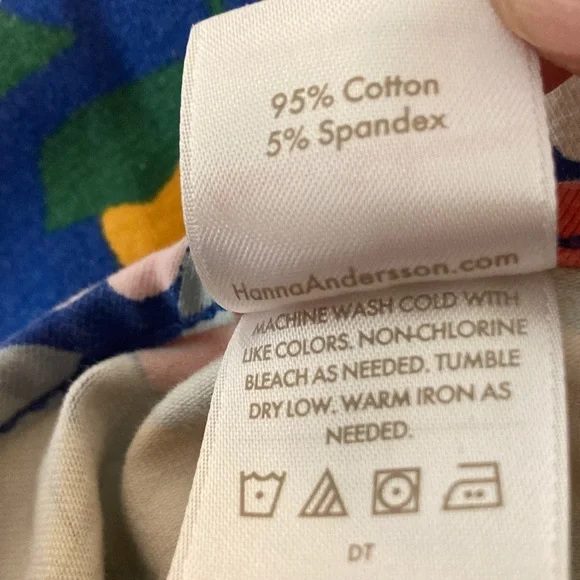 95% Cotton
5% Spandex
HannaAndersson.com
MACHINE WASH COLD WITH
LIKE COLORS. NON-CHLORINE
BLEACH AS NEEDED. TUMBLE
DRY LOW. WARM IRON AS
NEEDED.
DT